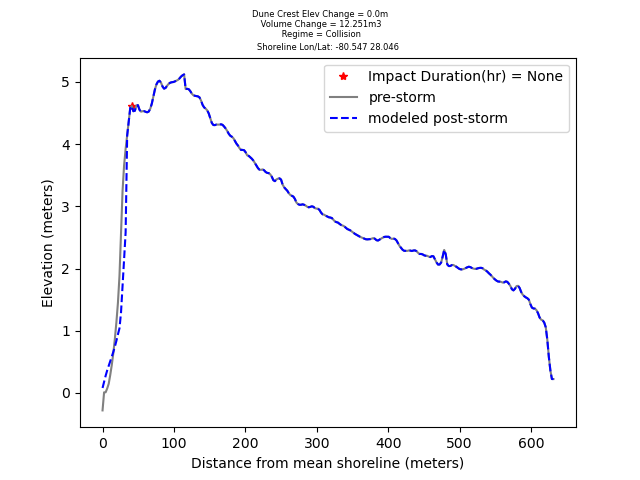 Dune Crest Elev Change = 0.0m
Volume Change = 12.251m3
Regime = Collision
Shoreline Lon/Lat: -80.547 28.046
Impact Duration(hr) = None
pre-storm
modeled post-storm
Elevation (meters)
5
4
3
2
1
0
0 100 200 300 400 500 600
Distance from mean shoreline (meters)